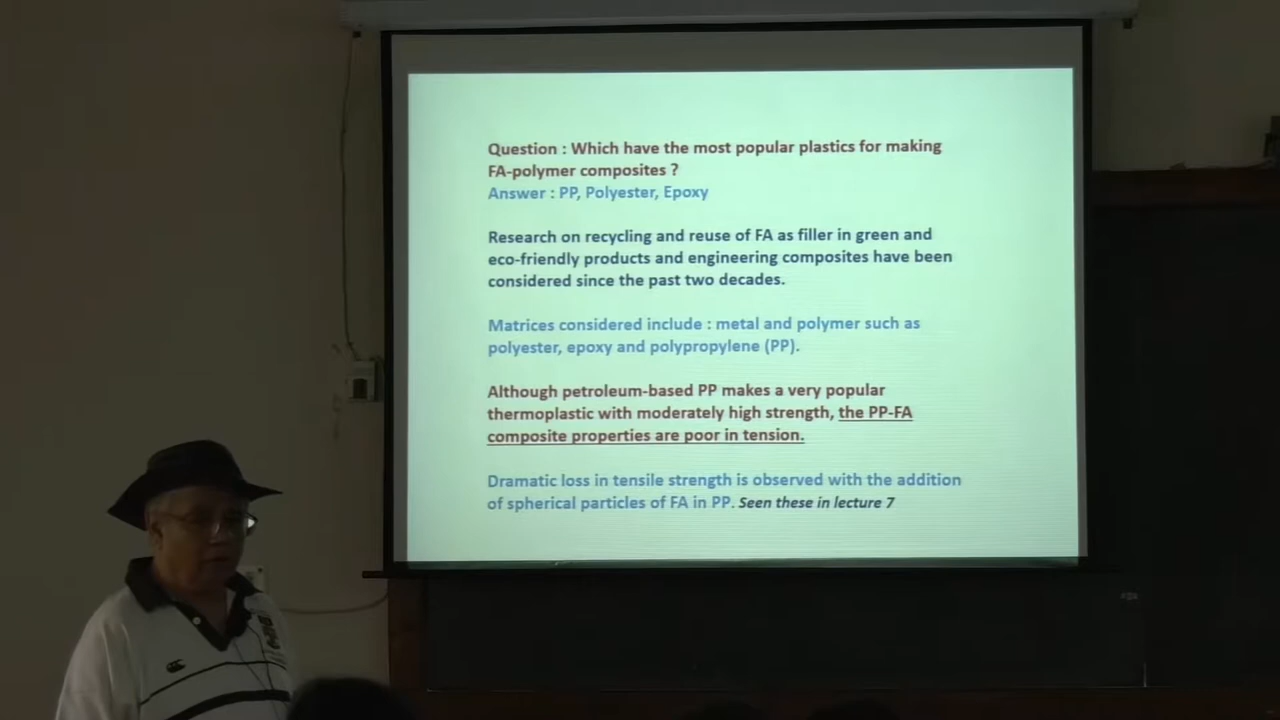 Question : Which have the most popular plastics for making
FA-polymer composites ?
Answer : PP, Polyester, Epoxy
Research on recycling and reuse of FA as filler in green and
eco-friendly products and engineering composites have been
considered since the past two decades.
Matrices considered include : metal and polymer such as
polyester, epoxy and polypropylene (PP).
Although petroleum-based PP makes a very popular
thermoplastic with moderately high strength, the PP-FA
composite properties are poor in tension.
Dramatic loss in tensile strength is observed with the addition
of spherical particles of FA in PP. Seen these in lecture 7